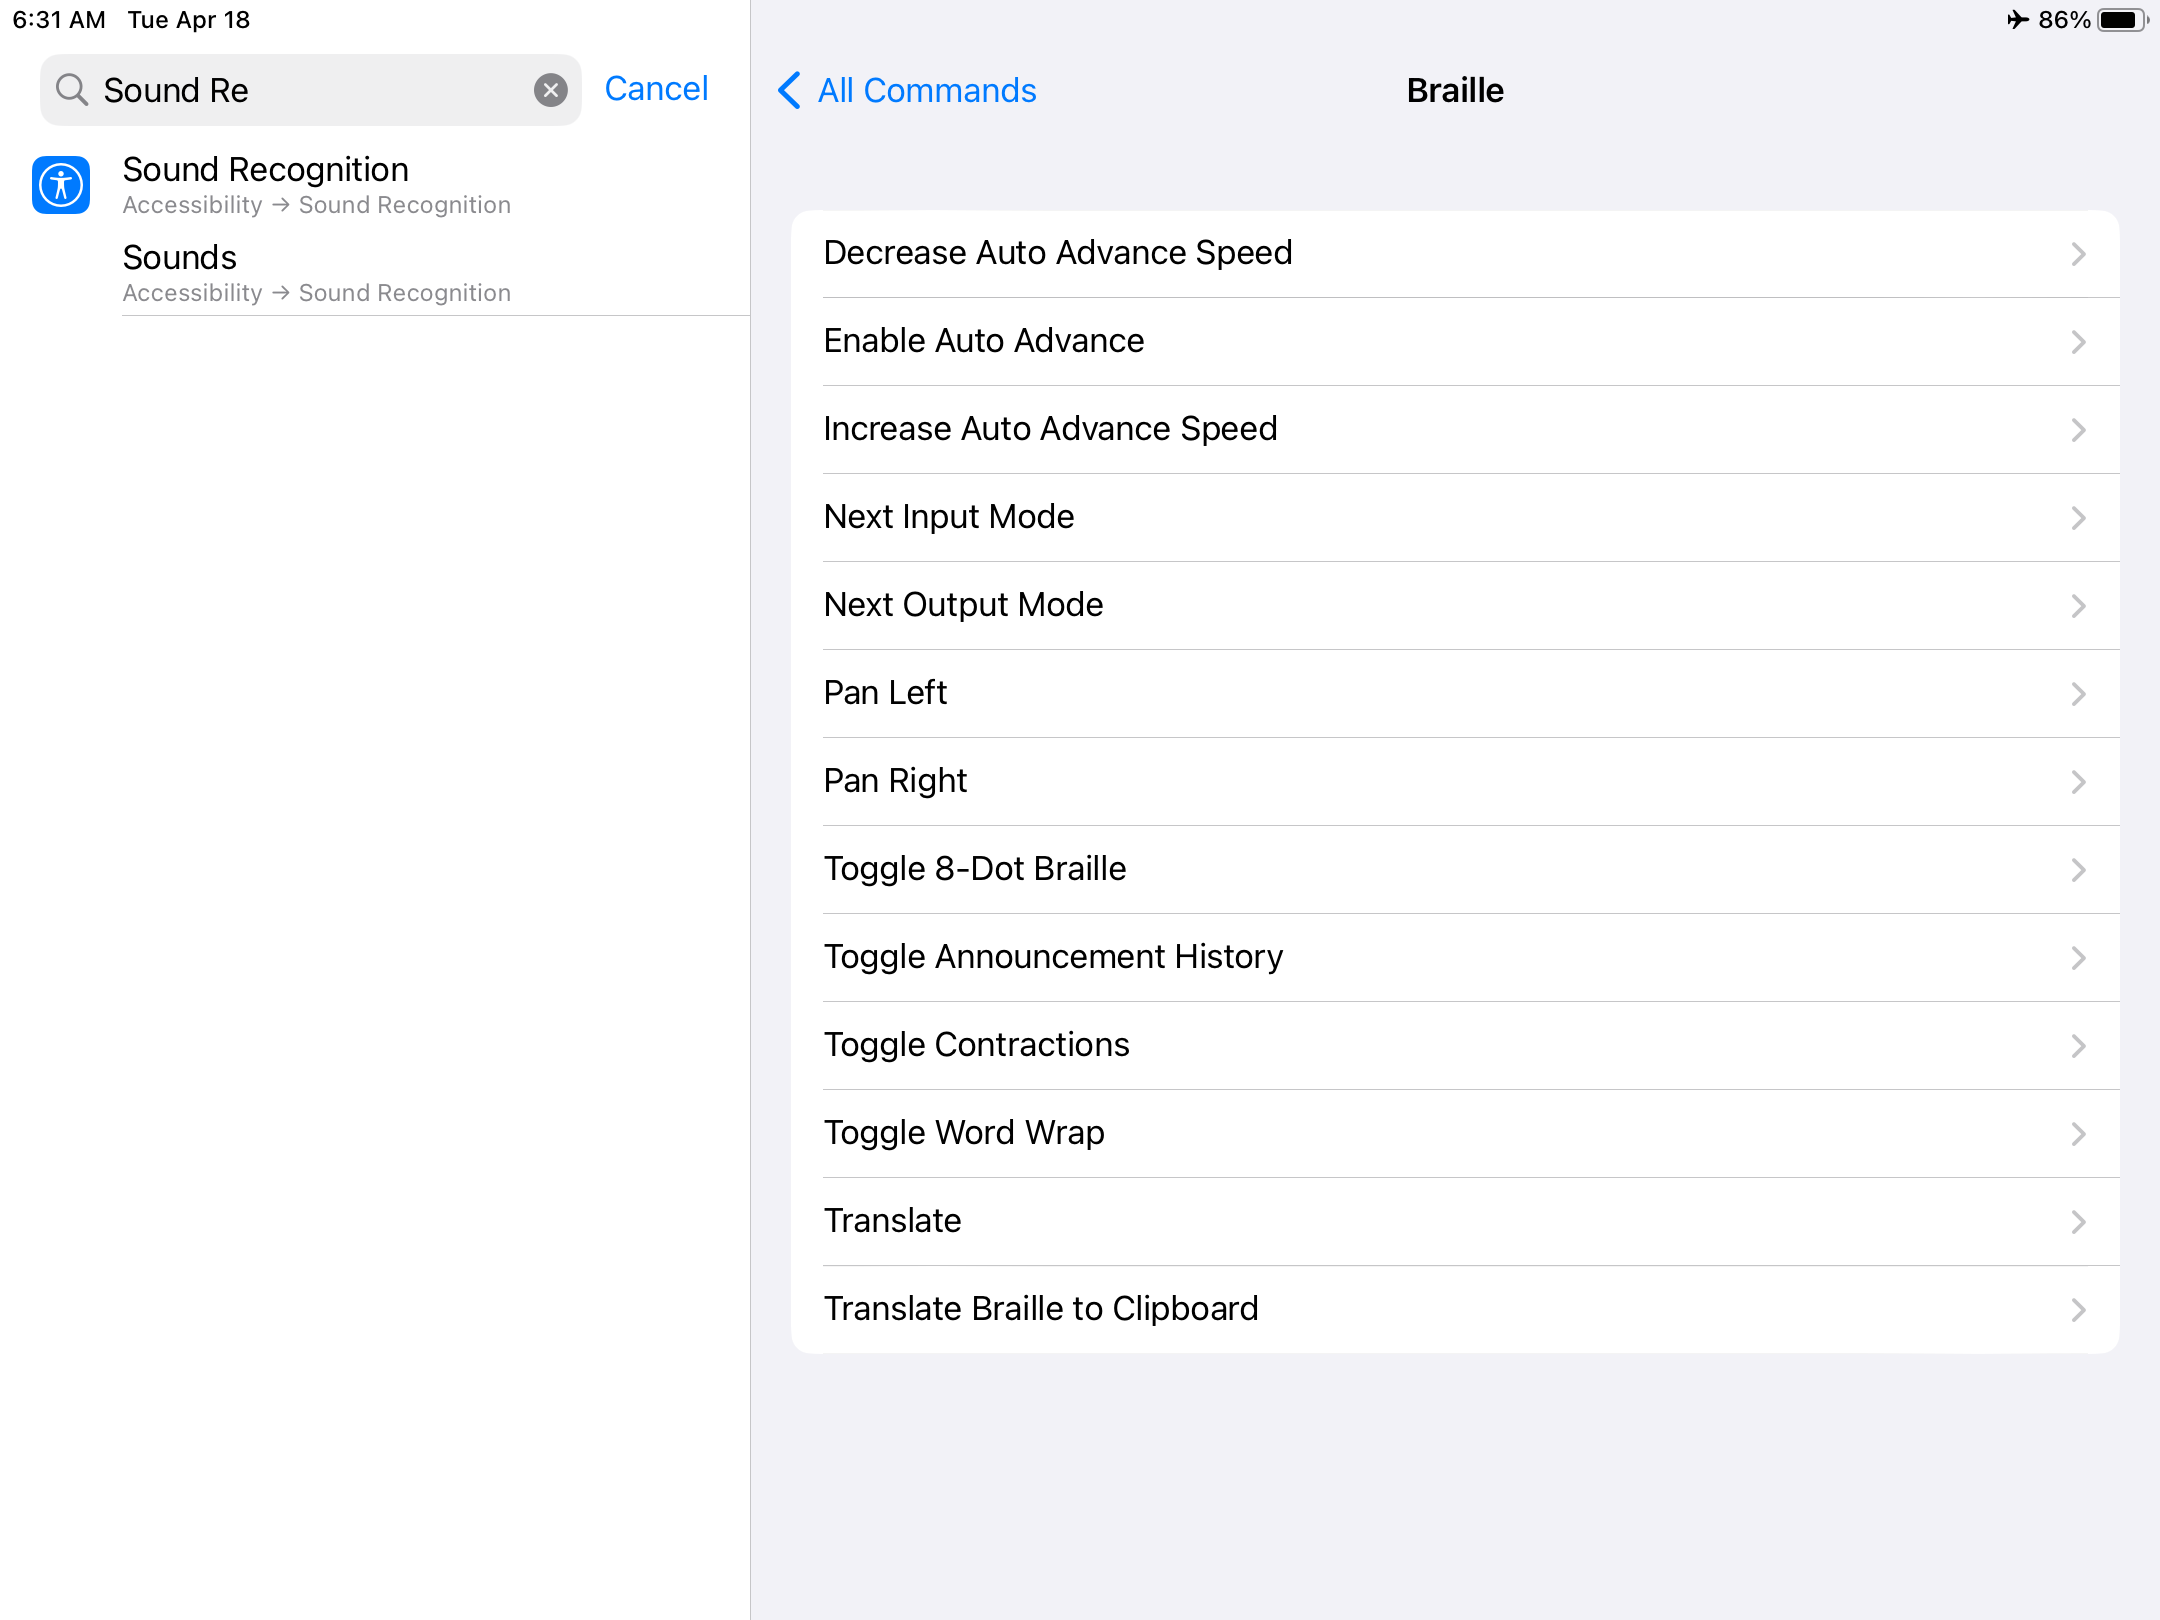 6:31 AM Tue Apr 18
86%
Sound Re
Cancel
Sound Recognition
Accessibility → Sound Recognition
Sounds
Accessibility → Sound Recognition
All Commands
Braille
Decrease Auto Advance Speed
Enable Auto Advance
Increase Auto Advance Speed
Next Input Mode
Next Output Mode
Pan Left
Pan Right
Toggle 8-Dot Braille
Toggle Announcement History
Toggle Contractions
Toggle Word Wrap
Translate
Translate Braille to Clipboard